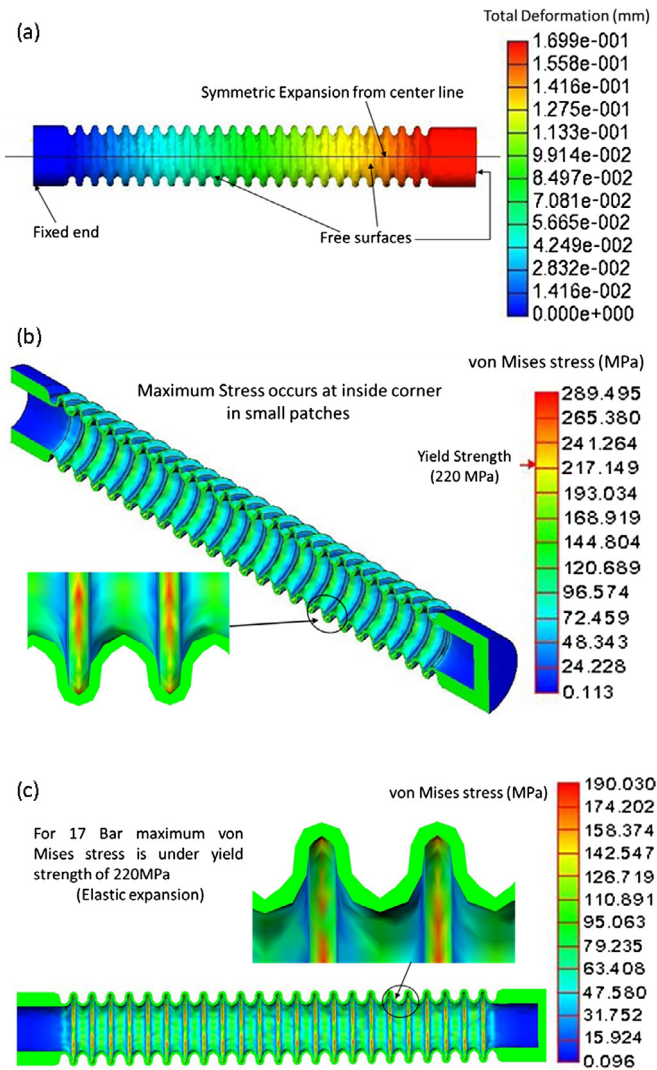 (a)
Total Deformation (mm)
1.699e-001
1.558e-001
1.416e-001
1.275e-001
1.133e-001
9.914e-002
8.497e-002
7.081e-002
5.665e-002
4.249e-002
2.832e-002
1.416e-002
0.000e+000
Symmetric Expansion from center line
Fixed end
Free surfaces
(b)
von Mises stress (MPa)
Maximum Stress occurs at inside corner
in small patches
Yield Strength
(220 MPa)
289.495
265.380
241.264
217.149
193.034
168.919
144.804
120.689
96.574
72.459
48.343
24.228
0.113
(c)
von Mises stress (MPa)
For 17 Bar maximum von
Mises stress is under yield
strength of 220MPa
(Elastic expansion)
190.030
174.202
158.374
142.547
126.719
110.891
95.063
79.235
63.408
47.580
31.752
15.924
0.096